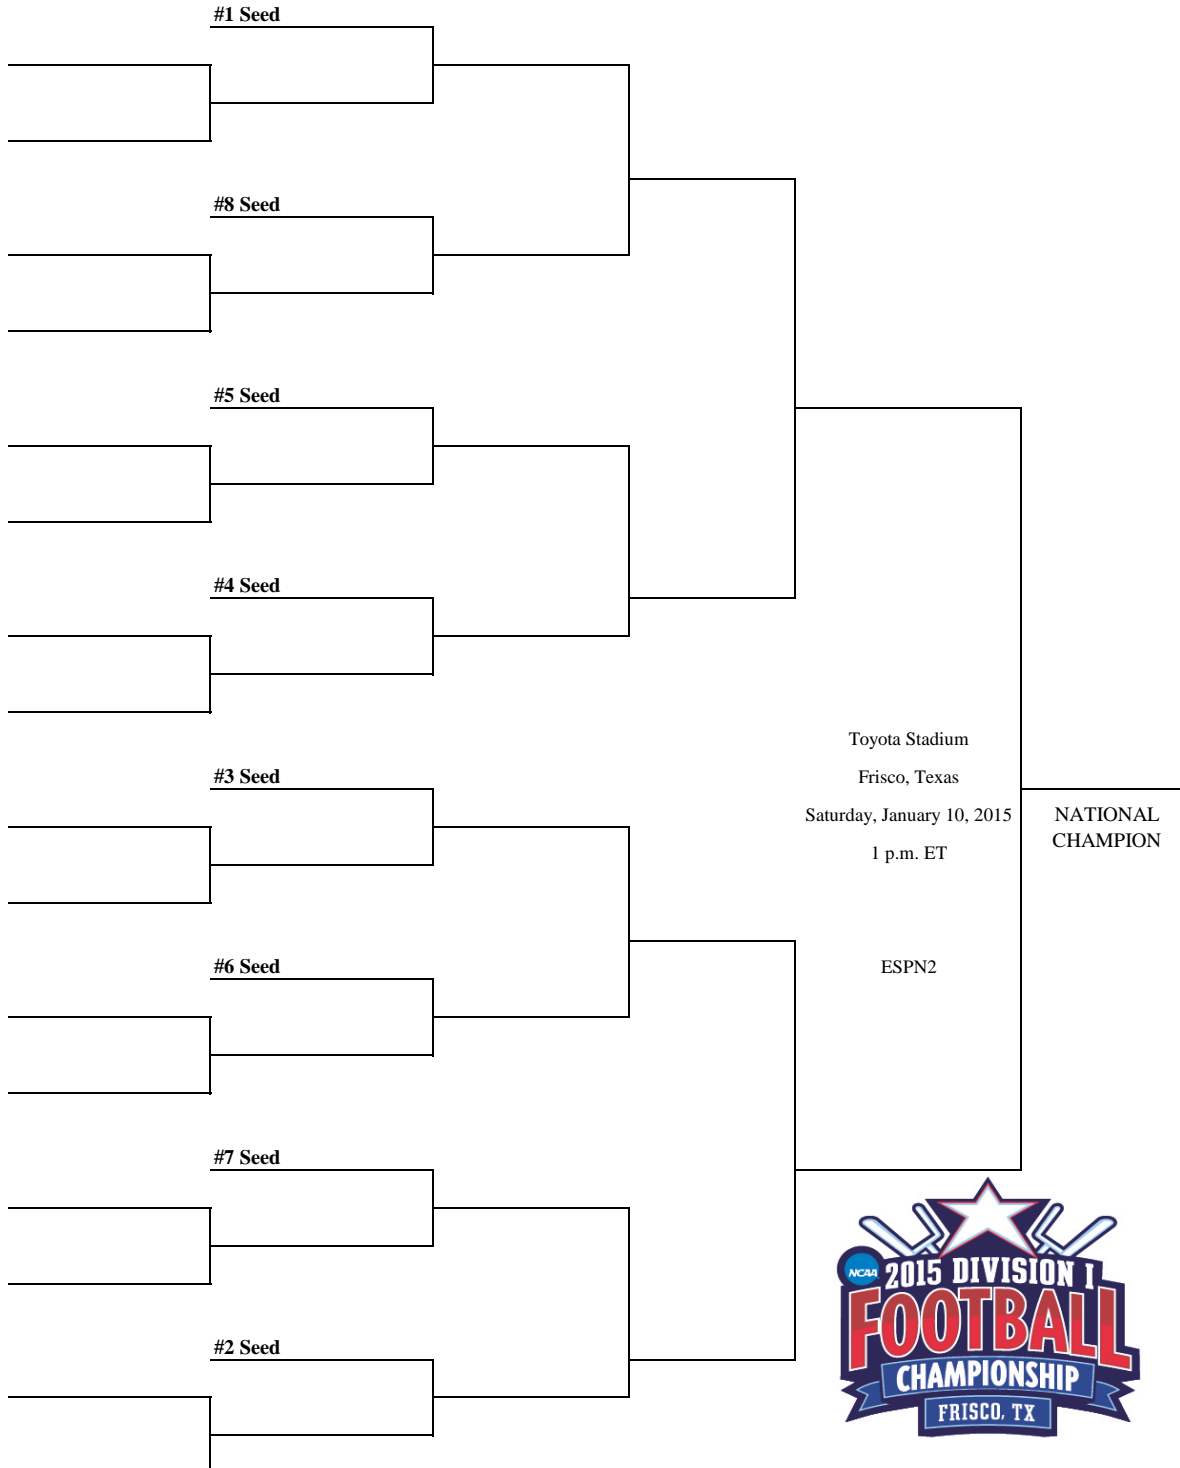 #1 Seed
#8 Seed
#5 Seed
#4 Seed
Toyota Stadium
#3 Seed
Frisco, Texas
Saturday, January 10, 2015
NATIONAL
CHAMPION
1 p.m. ET
#6 Seed
ESPN2
#7 Seed
NCAA
2015 DIVISION I
FOOTBALL
CHAMPIONSHIP
FRISCO, TX
#2 Seed